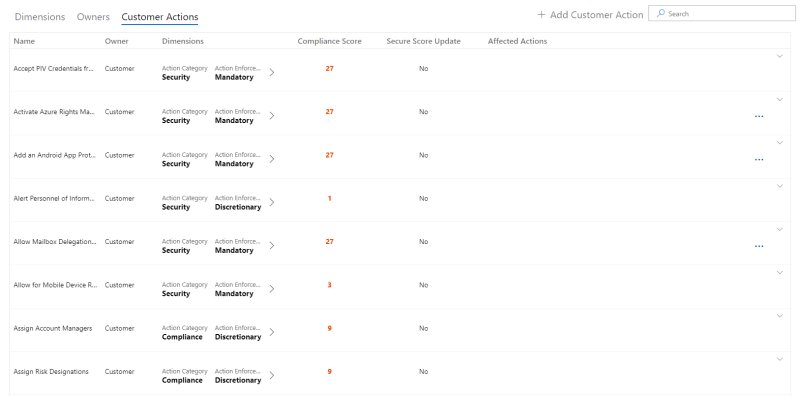 Dimensions Owners Customer Actions + Add Customer Action Search
Name Owner Dimensions Compliance Score Secure Score Update Affected Actions
Accept PIV Credentials fr... Customer Action Category Action Enforce... 27 No
Security Mandatory
Activate Azure Rights Ma... Customer Action Category Action Enforce... 27 No
Security Mandatory
Add an Android App Prot... Customer Action Category Action Enforce... 27 No
Security Mandatory
Alert Personnel of Inform... Customer Action Category Action Enforce... 1 No
Security Discretionary
Allow Mailbox Delegation... Customer Action Category Action Enforce... 27 No
Security Mandatory
Allow for Mobile Device R... Customer Action Category Action Enforce... 3 No
Security Mandatory
Assign Account Managers Customer Action Category Action Enforce... 9 No
Compliance Discretionary
Assign Risk Designations Customer Action Category Action Enforce... 9 No
Compliance Discretionary